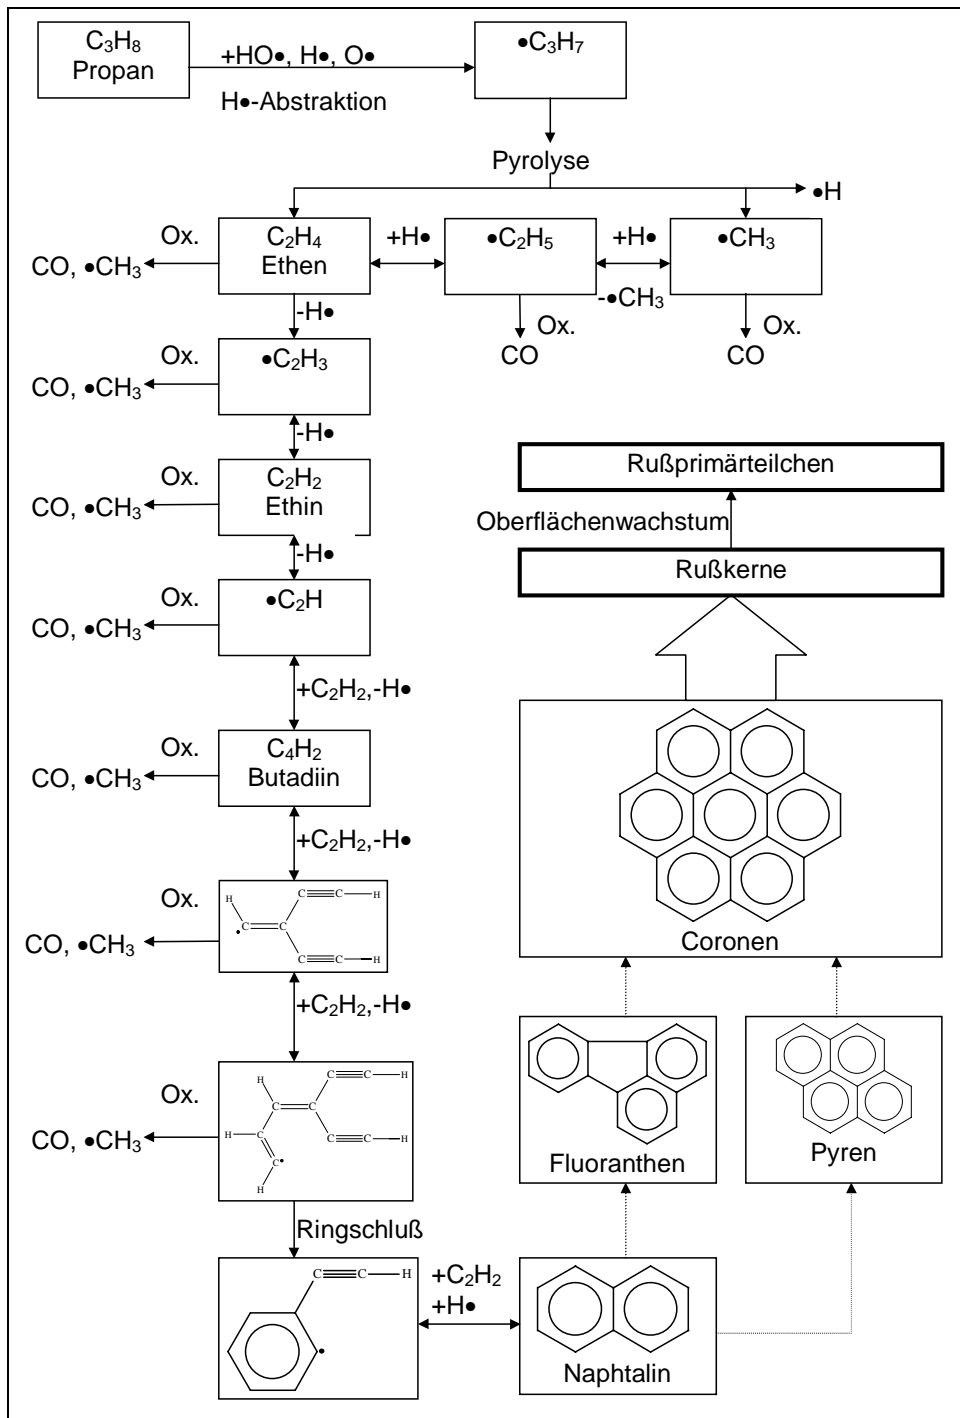 C₃H₈
Propan
+HO●, H●, O●
H●-Abstraktion
●C₃H₇
Pyrolyse
●H
Ox.
CO, ●CH₃
C₂H₄
Ethen
+H●
●C₂H₅
+H●
-●CH₃
●CH₃
-H●
Ox.
CO
Ox.
CO
Ox.
CO, ●CH₃
●C₂H₃
-H●
Ox.
CO, ●CH₃
C₂H₂
Ethin
-H●
Ox.
CO, ●CH₃
●C₂H
+C₂H₂,-H●
Ox.
CO, ●CH₃
C₄H₂
Butadiin
+C₂H₂,-H●
Ox.
CO, ●CH₃
H
C≡C—H
•C=C
C≡C—H
+C₂H₂,-H●
Ox.
CO, ●CH₃
C≡C—H
H
C=C
H—C
C≡C—H
C•
H
Ringschluß
C≡C—H
•
+C₂H₂
+H●
Naphtalin
Fluoranthen
Pyren
Coronen
Rußkerne
Oberflächenwachstum
Rußprimärteilchen